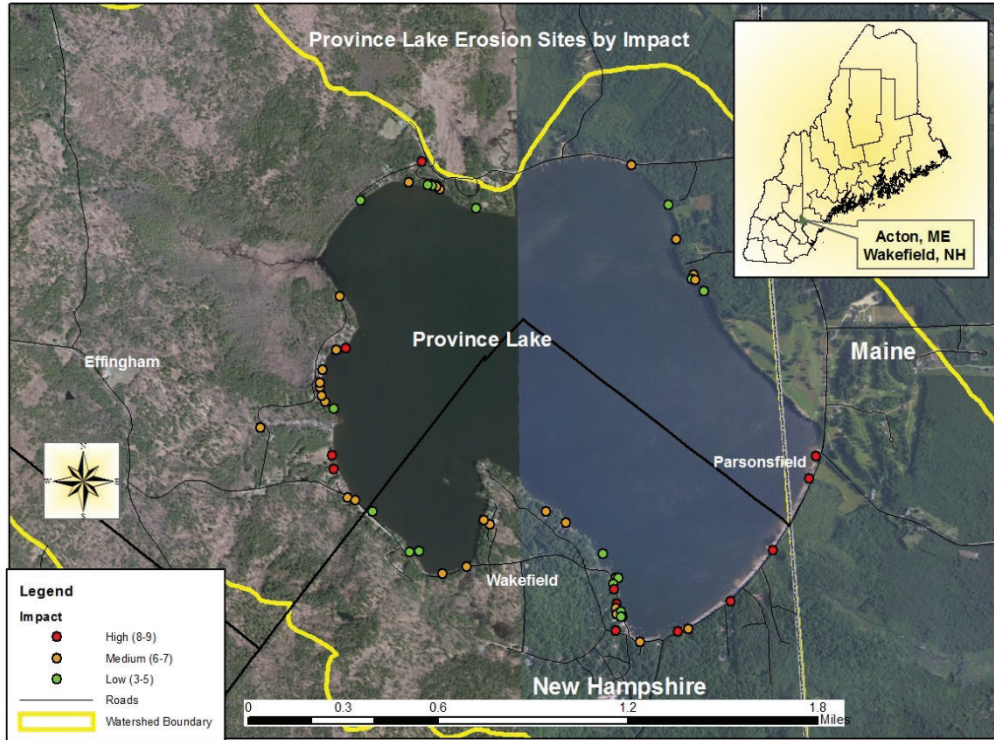 Province Lake Erosion Sites by Impact
Acton, ME
Wakefield, NH
Province Lake
Effingham
Maine
Parsonsfield
Wakefield
New Hampshire
N
W
E
S
Legend
Impact
High (8-9)
Medium (6-7)
Low (3-5)
Roads
Watershed Boundary
0 0.3 0.6 1.2 1.8
Miles